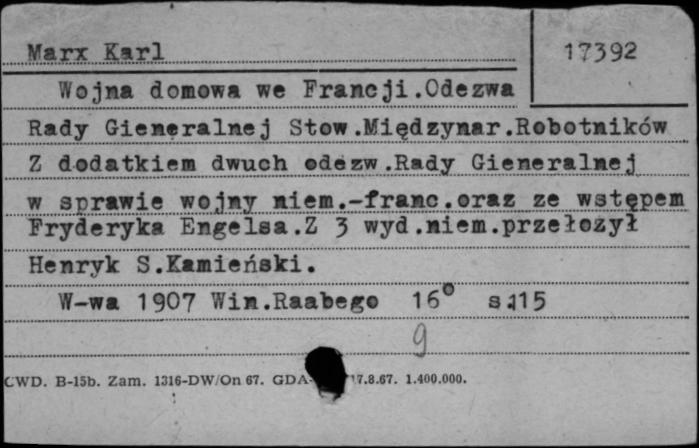 Marx Karl
17392
Wojna domowa we Francji.Odezwa
Rady Gieneralnej Stow.Międzynar.Robotników
Z dodatkiem dwuch odezw.Rady Gieneralnej
w sprawie wojny niem.-franc.oraz ze wstępem
Fryderyka Engelsa.Z 3 wyd.niem.przełożył
Henryk S.Kamieński.
W-wa 1907 Win.Raabego 16° s.115
9
CWD. B-15b. Zam. 1316-DW/On 67. GDA- 7.8.67. 1.400.000.